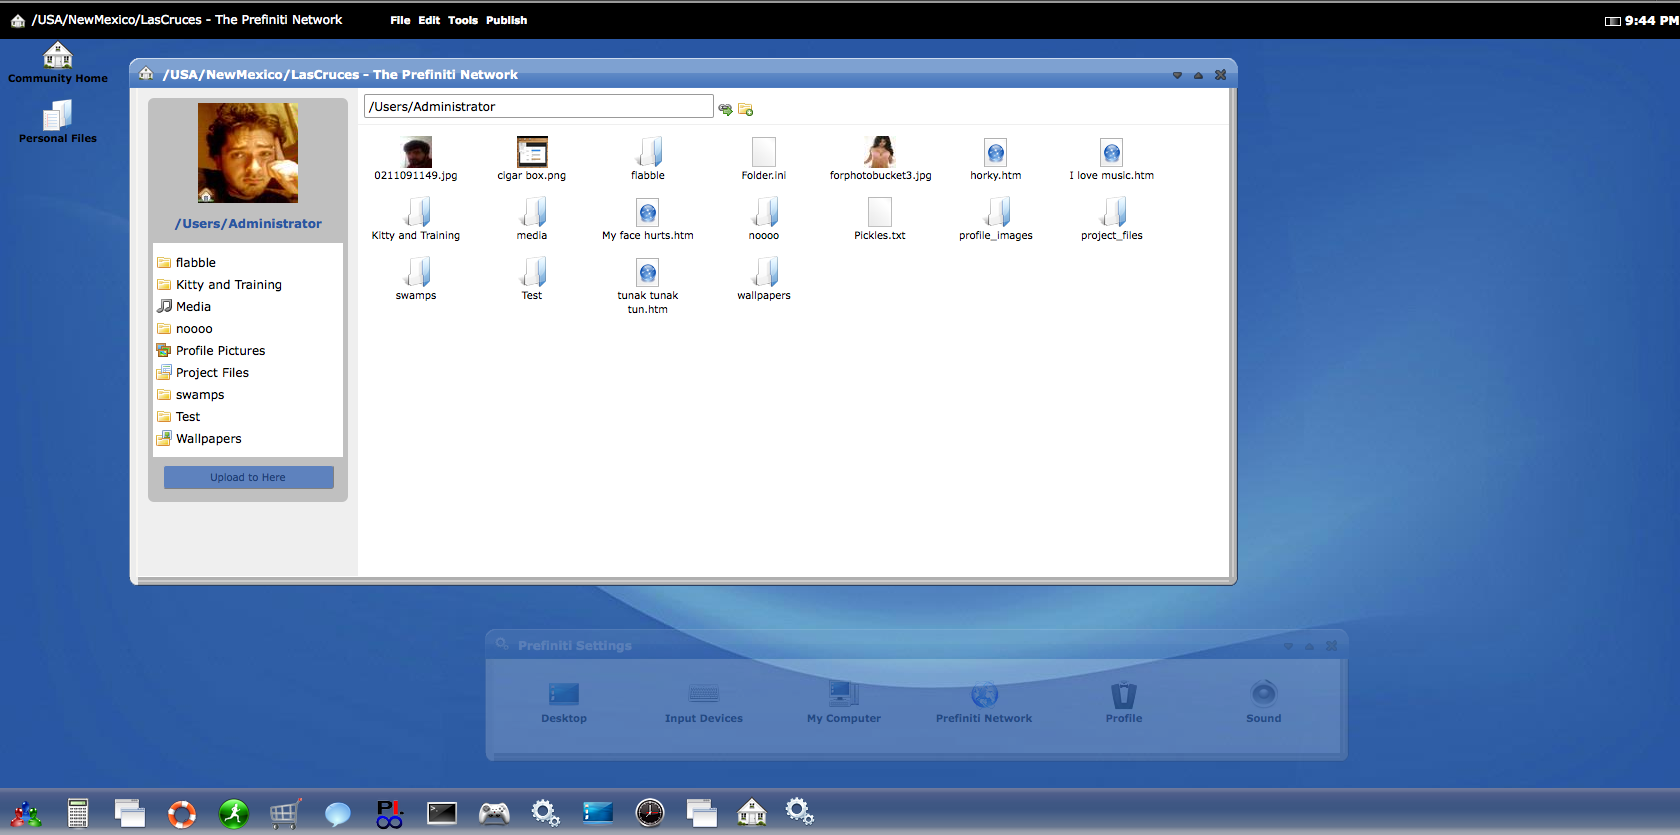 /USA/NewMexico/LasCruces - The Prefiniti Network File Edit Tools Publish 9:44 PM
Community Home
Personal Files
/USA/NewMexico/LasCruces - The Prefiniti Network
/Users/Administrator
/Users/Administrator
flabble
Kitty and Training
Media
noooo
Profile Pictures
Project Files
swamps
Test
Wallpapers
Upload to Here
0211091149.jpg cigar box.png flabble Folder.ini forphotobucket3.jpg horky.htm I love music.htm
Kitty and Training media My face hurts.htm noooo Pickles.txt profile_images project_files
swamps Test tunak tunak wallpapers
tun.htm
Prefiniti Settings
Desktop Input Devices My Computer Prefiniti Network Profile Sound